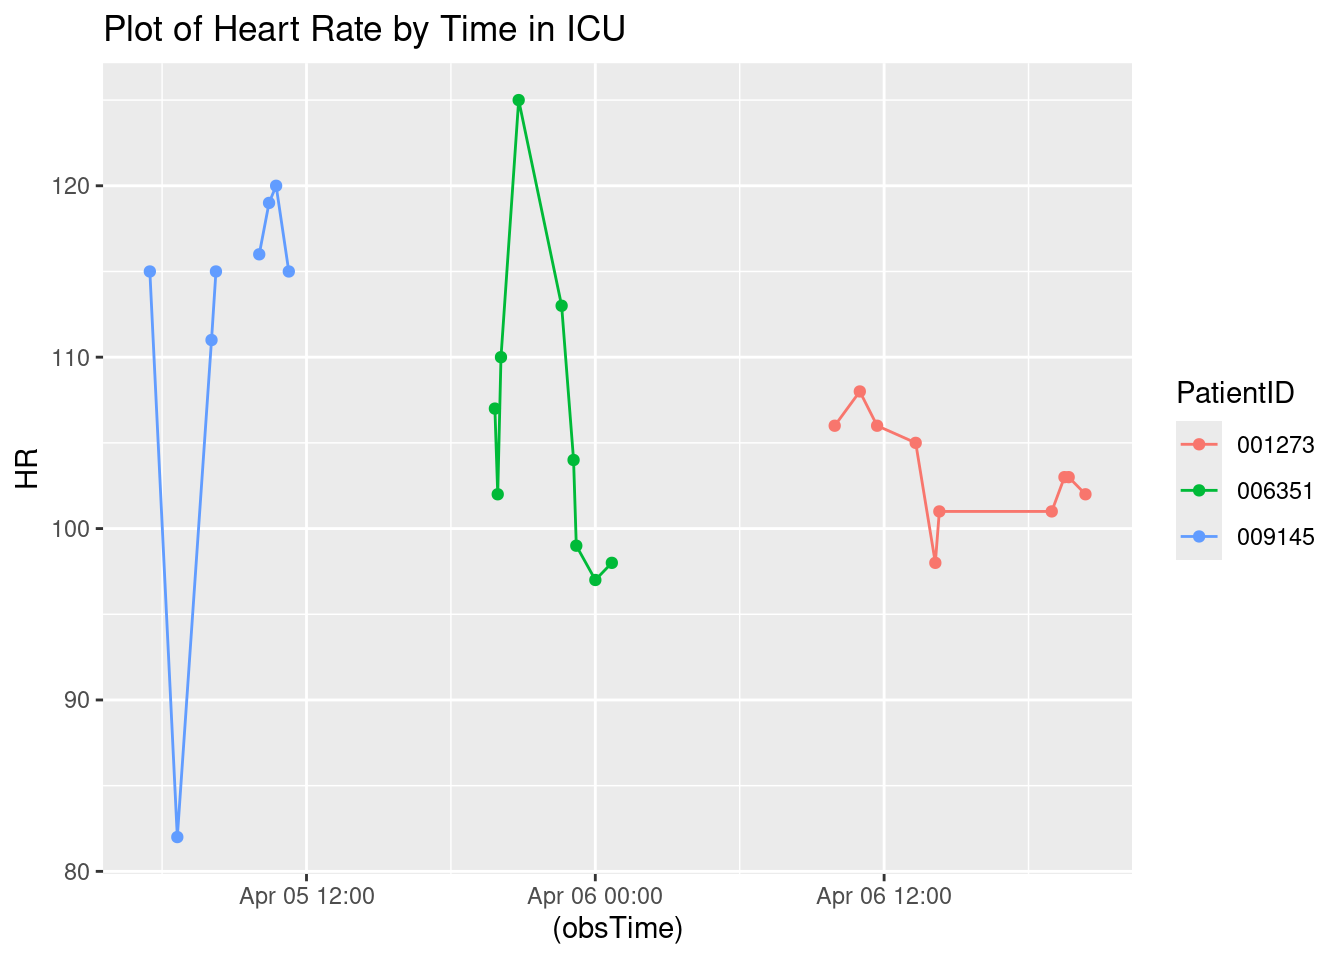 Plot of Heart Rate by Time in ICU
HR
120
110
100
90
80
Apr 05 12:00
Apr 06 00:00
Apr 06 12:00
(obsTime)
PatientID
001273
006351
009145